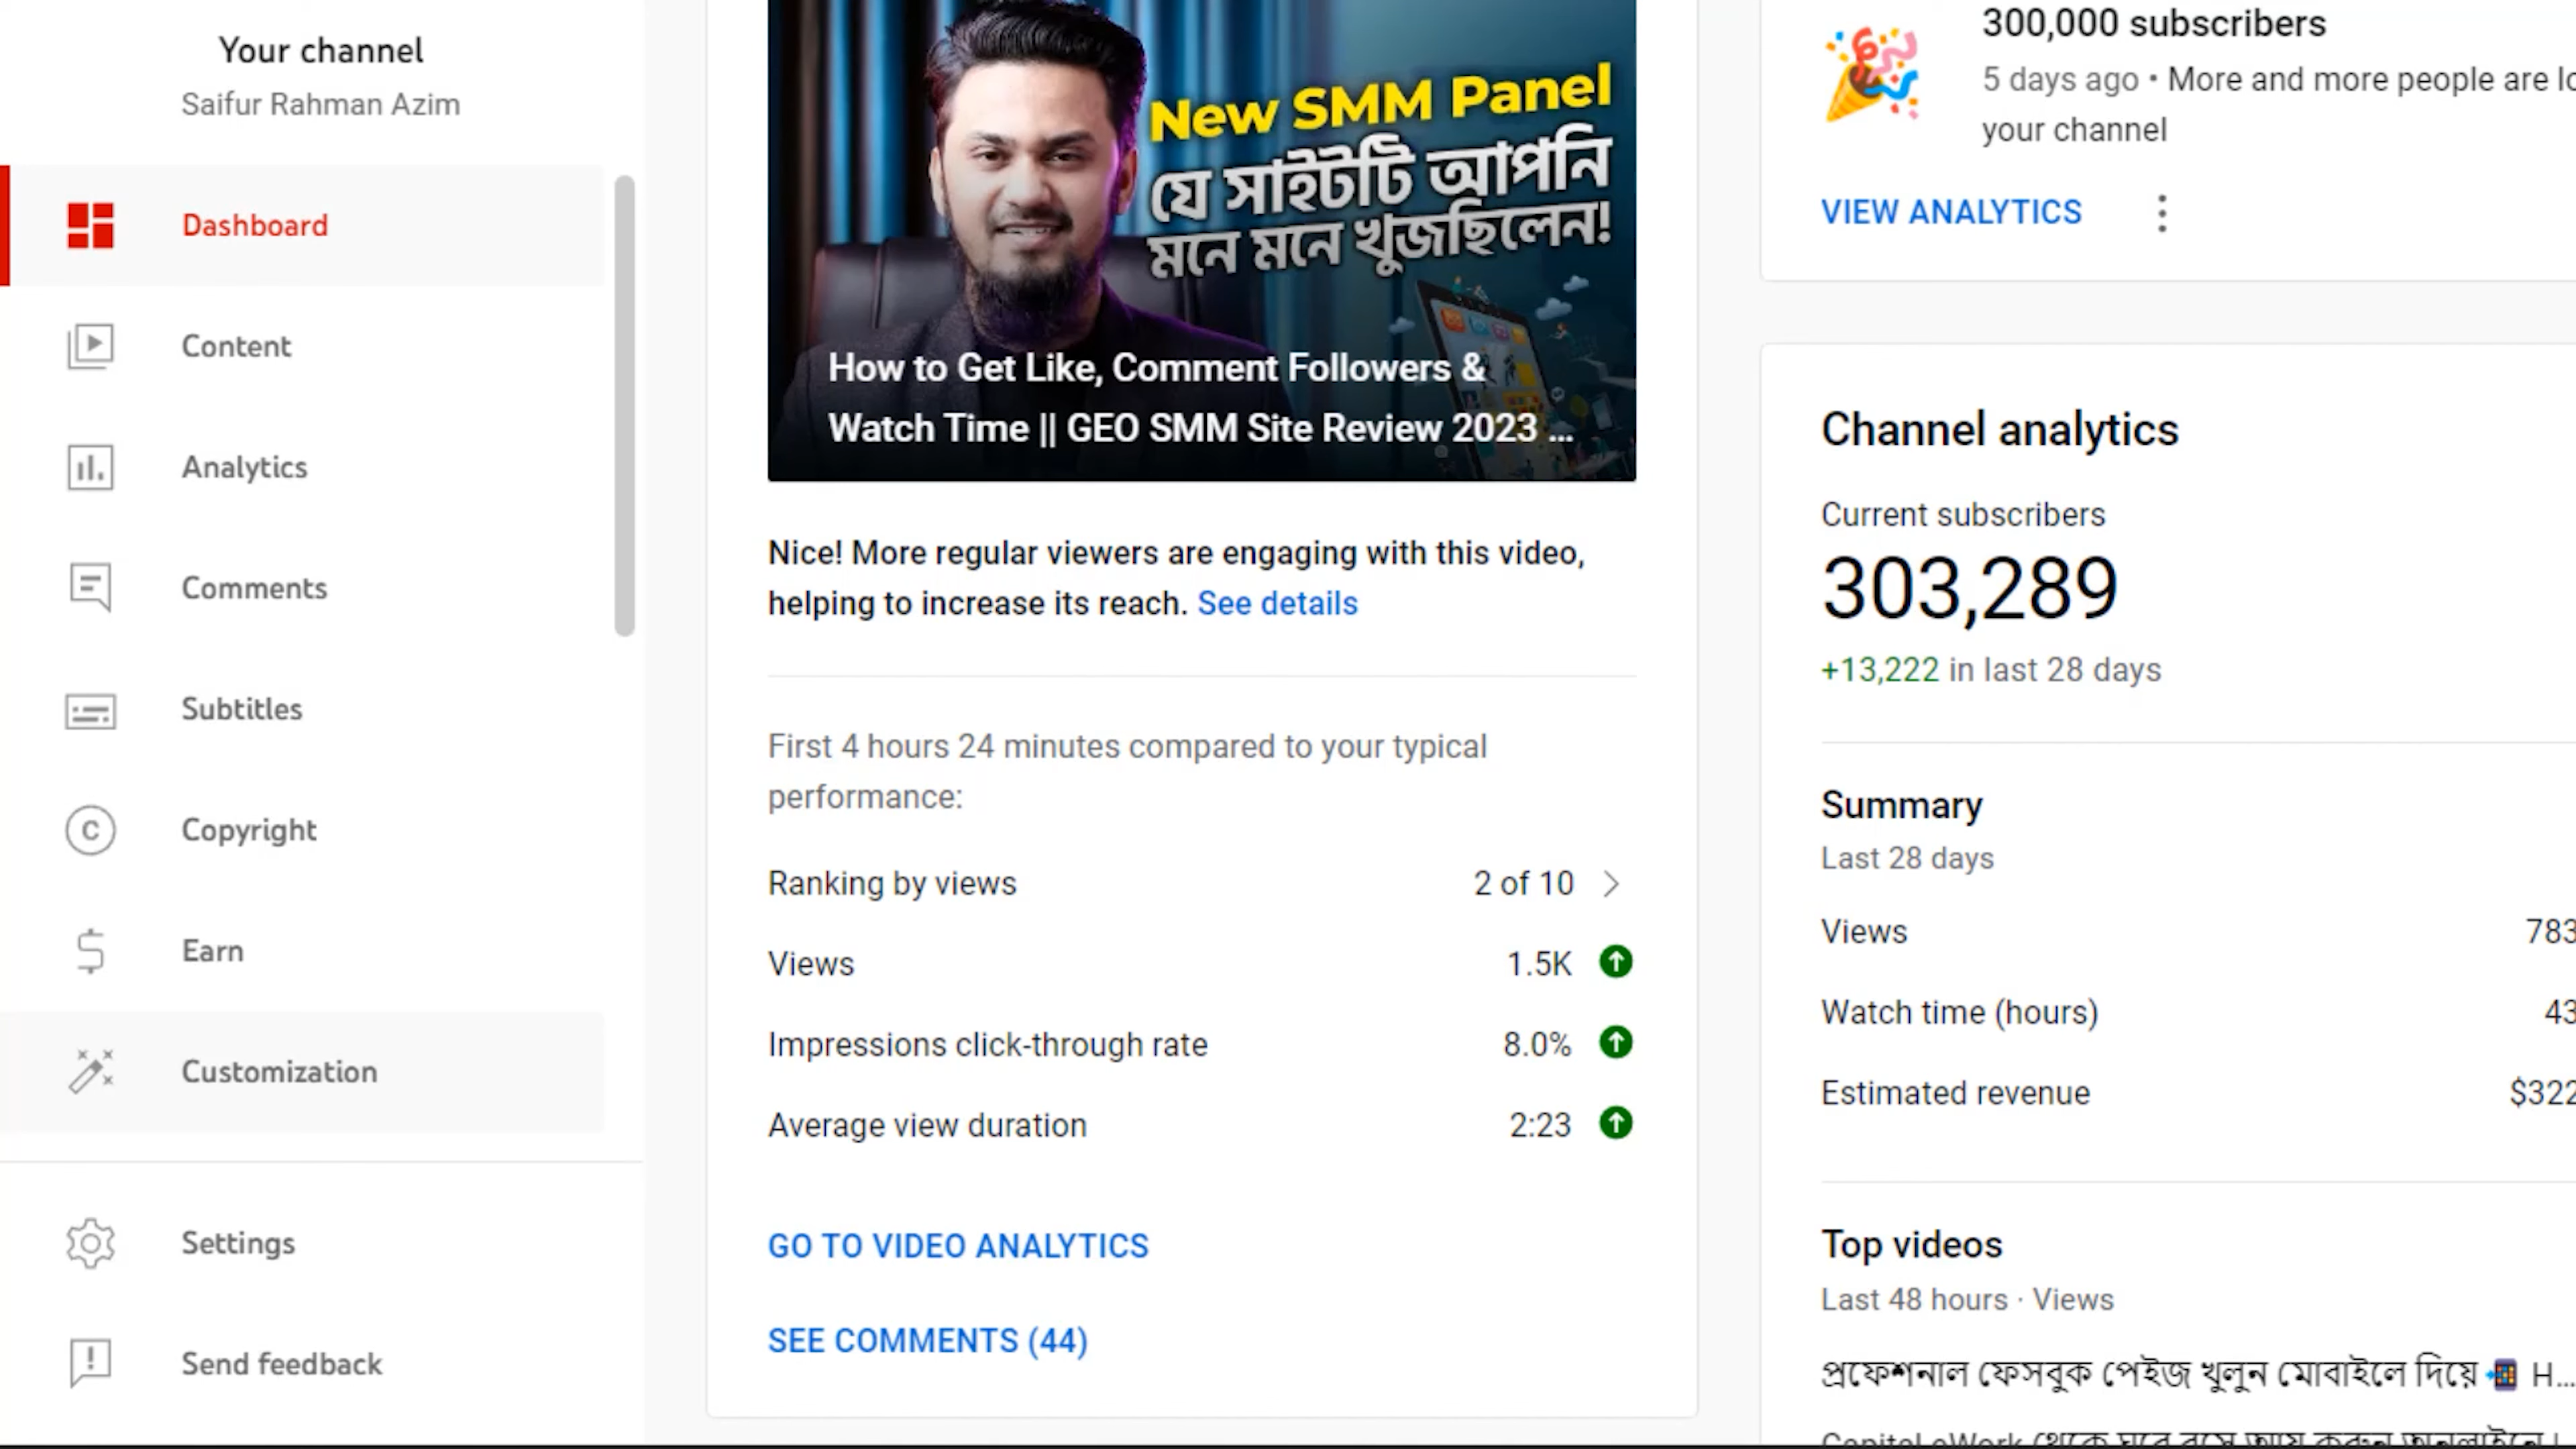 Your channel
Saifur Rahman Azim
Dashboard
Content
Analytics
Comments
Subtitles
Copyright
Earn
Customization
Settings
Send feedback
New SMM Panel
যে সাইটটি আপনি
মনে মনে খুজছিলেন!
How to Get Like, Comment Followers &
Watch Time || GEO SMM Site Review 2023 ...
Nice! More regular viewers are engaging with this video,
helping to increase its reach. See details
First 4 hours 24 minutes compared to your typical
performance:
Ranking by views 2 of 10
Views 1.5K
Impressions click-through rate 8.0%
Average view duration 2:23
GO TO VIDEO ANALYTICS
SEE COMMENTS (44)
300,000 subscribers
5 days ago • More and more people are
your channel
VIEW ANALYTICS
Channel analytics
Current subscribers
303,289
+13,222 in last 28 days
Summary
Last 28 days
Views 783
Watch time (hours) 43
Estimated revenue $322
Top videos
Last 48 hours · Views
প্রফেশনাল ফেসবুক পেইজ খুলুন মোবাইলে দিয়ে H...